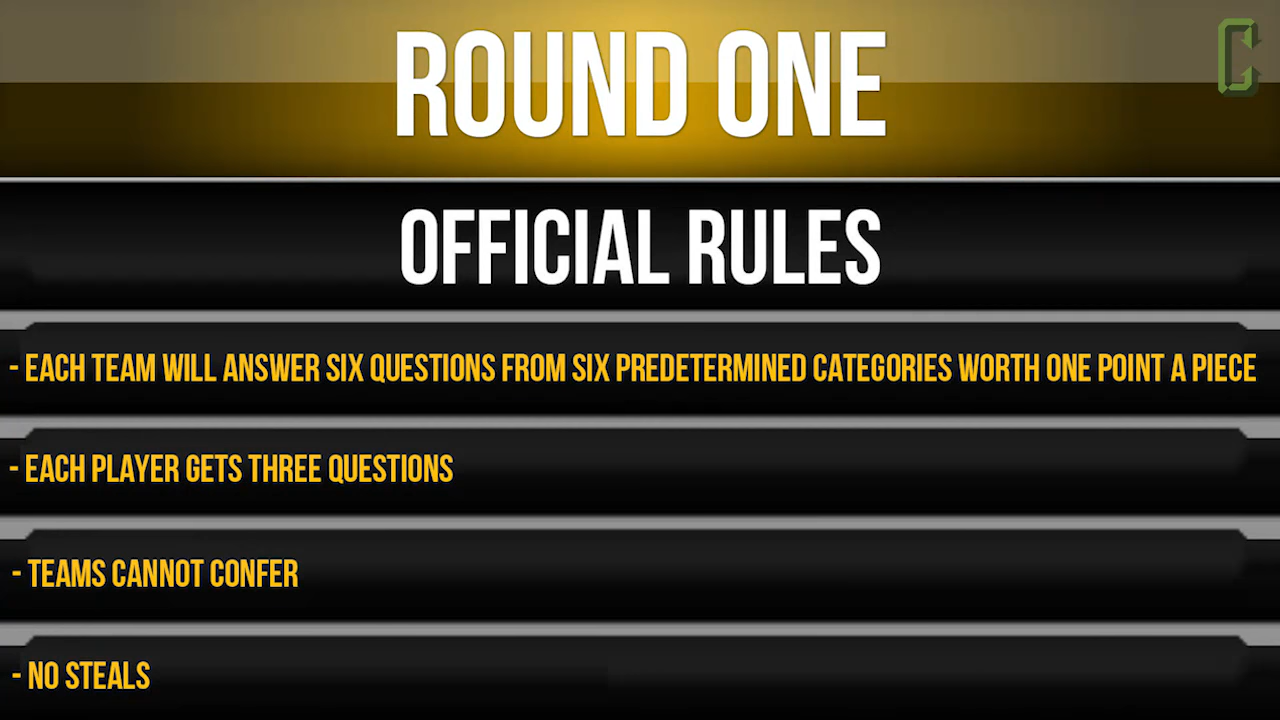 ROUND ONE
OFFICIAL RULES
- EACH TEAM WILL ANSWER SIX QUESTIONS FROM SIX PREDETERMINED CATEGORIES WORTH ONE POINT A PIECE
- EACH PLAYER GETS THREE QUESTIONS
- TEAMS CANNOT CONFER
- NO STEALS